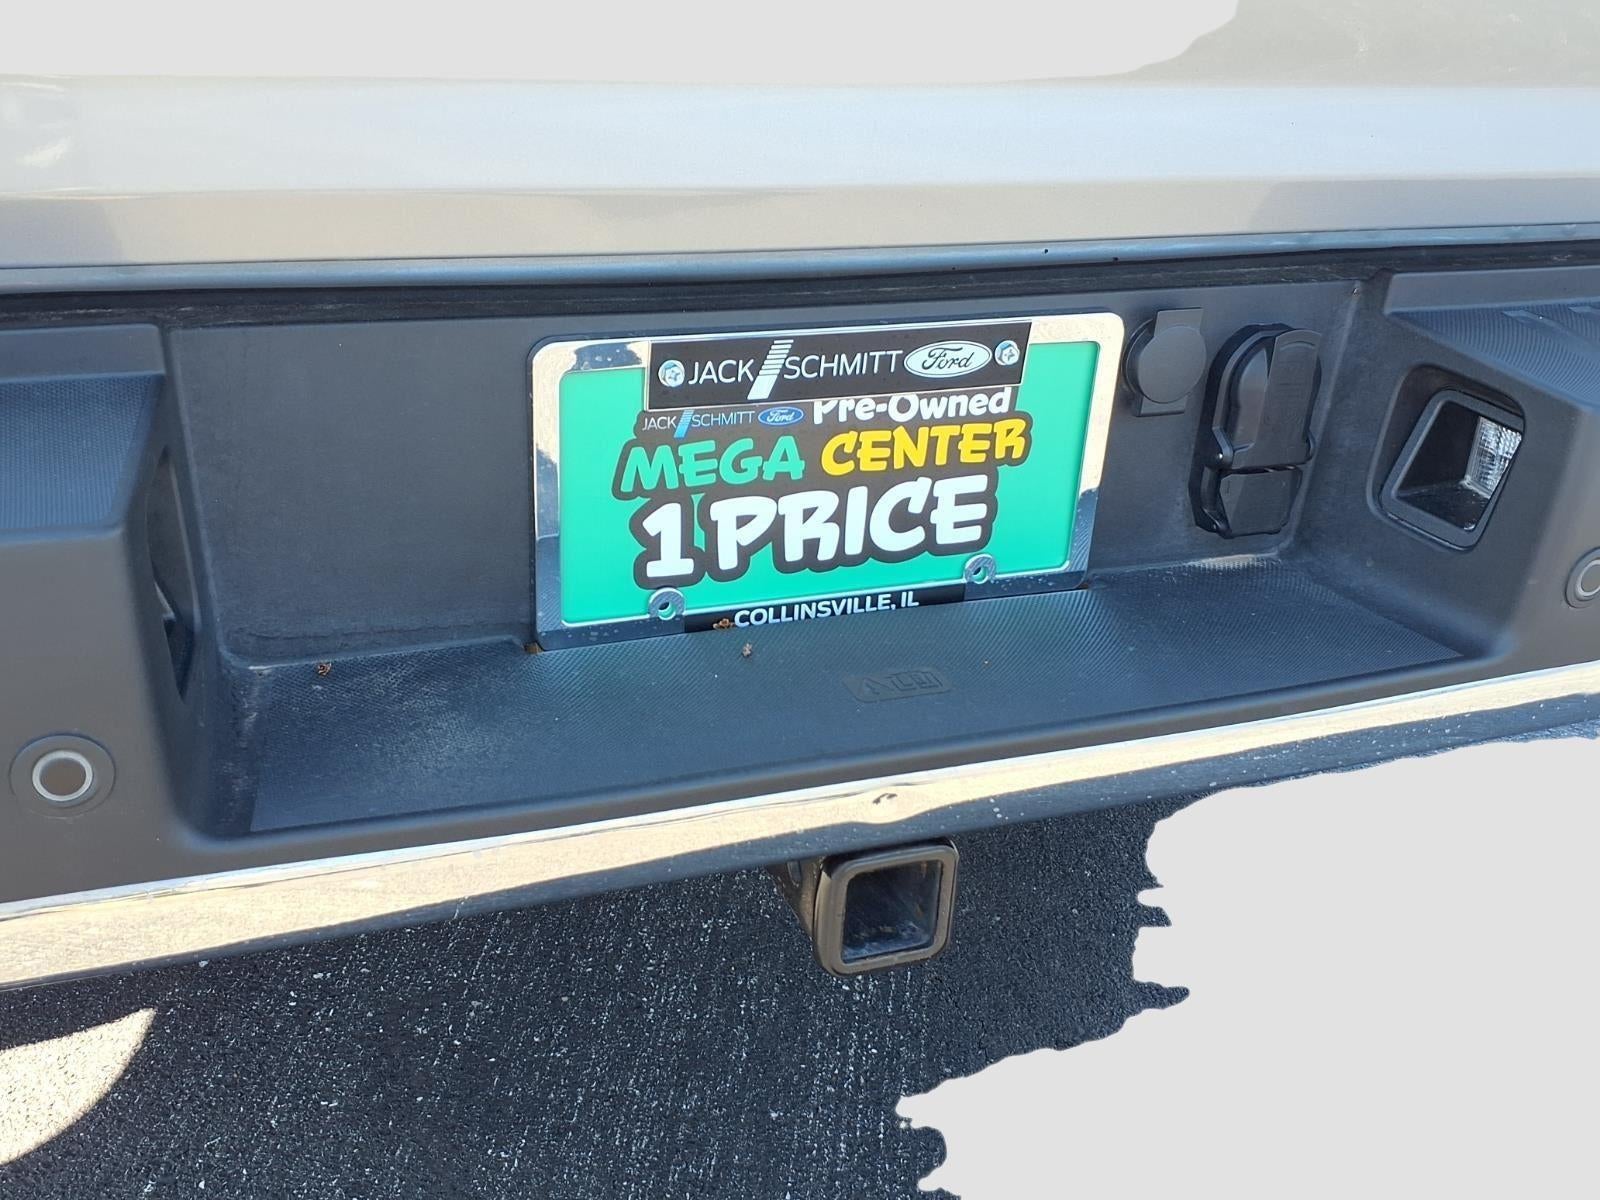 JACK SCHMITT Ford
JACK SCHMITT Ford Pre-Owned
MEGA CENTER
1 PRICE
COLLINSVILLE, IL